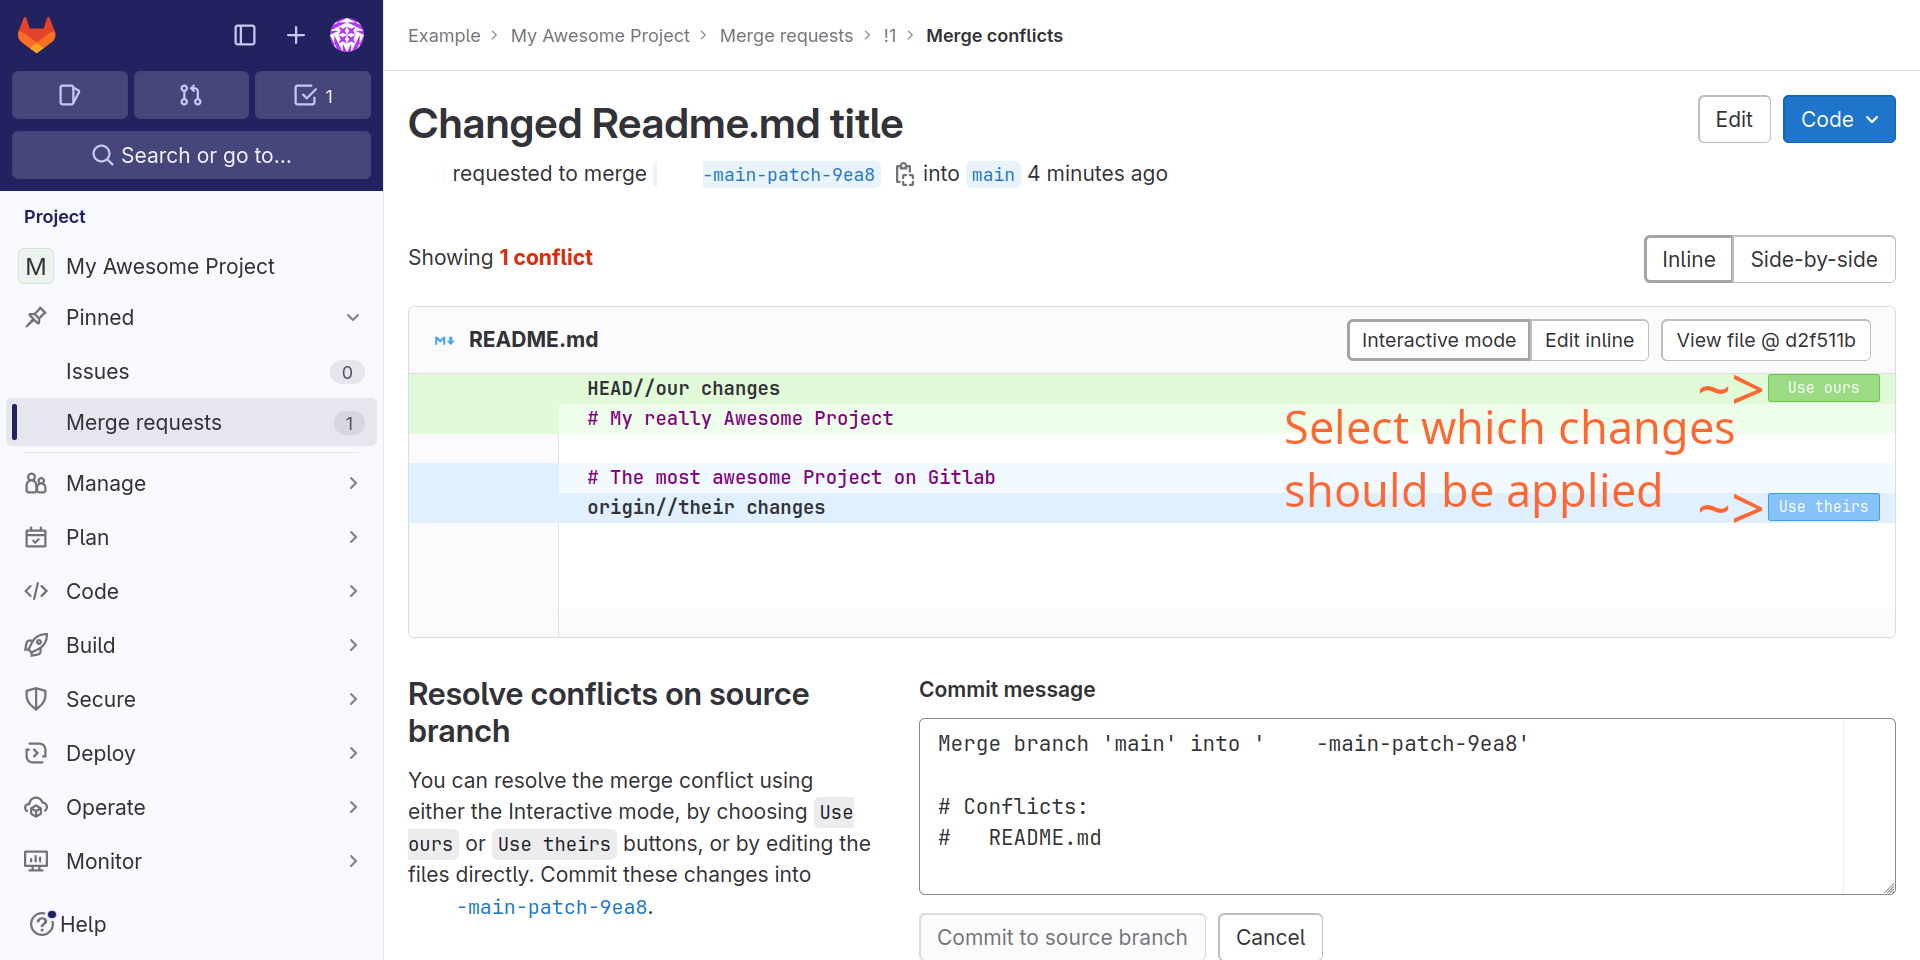 Example › My Awesome Project › Merge requests › !1 › Merge conflicts
1
Search or go to...
Project
M My Awesome Project
Pinned
Issues 0
Merge requests 1
Manage
Plan
Code
Build
Secure
Deploy
Operate
Monitor
Help
Changed Readme.md title
Edit
Code
requested to merge -main-patch-9ea8 into main 4 minutes ago
Showing 1 conflict
Inline Side-by-side
README.md
Interactive mode Edit inline View file @ d2f511b
HEAD//our changes
~> Use ours
# My really Awesome Project
Select which changes
# The most awesome Project on Gitlab
should be applied
origin//their changes
~> Use theirs
Resolve conflicts on source
branch
You can resolve the merge conflict using
either the Interactive mode, by choosing Use
ours or Use theirs buttons, or by editing the
files directly. Commit these changes into
-main-patch-9ea8.
Commit message
Merge branch 'main' into '    -main-patch-9ea8'
# Conflicts:
#   README.md
Commit to source branch Cancel